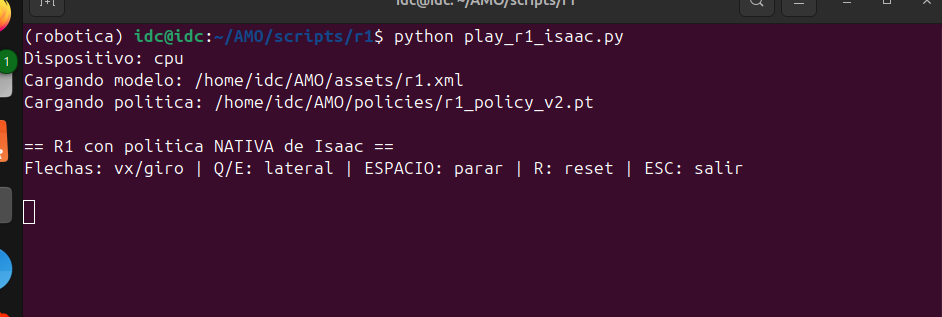 idc@idc: ~/AMO/scripts/r1
1
(robotica) idc@idc:~/AMO/scripts/r1$ python play_r1_isaac.py
Dispositivo: cpu
Cargando modelo: /home/idc/AMO/assets/r1.xml
Cargando politica: /home/idc/AMO/policies/r1_policy_v2.pt
== R1 con politica NATIVA de Isaac ==
Flechas: vx/giro | Q/E: lateral | ESPACIO: parar | R: reset | ESC: salir